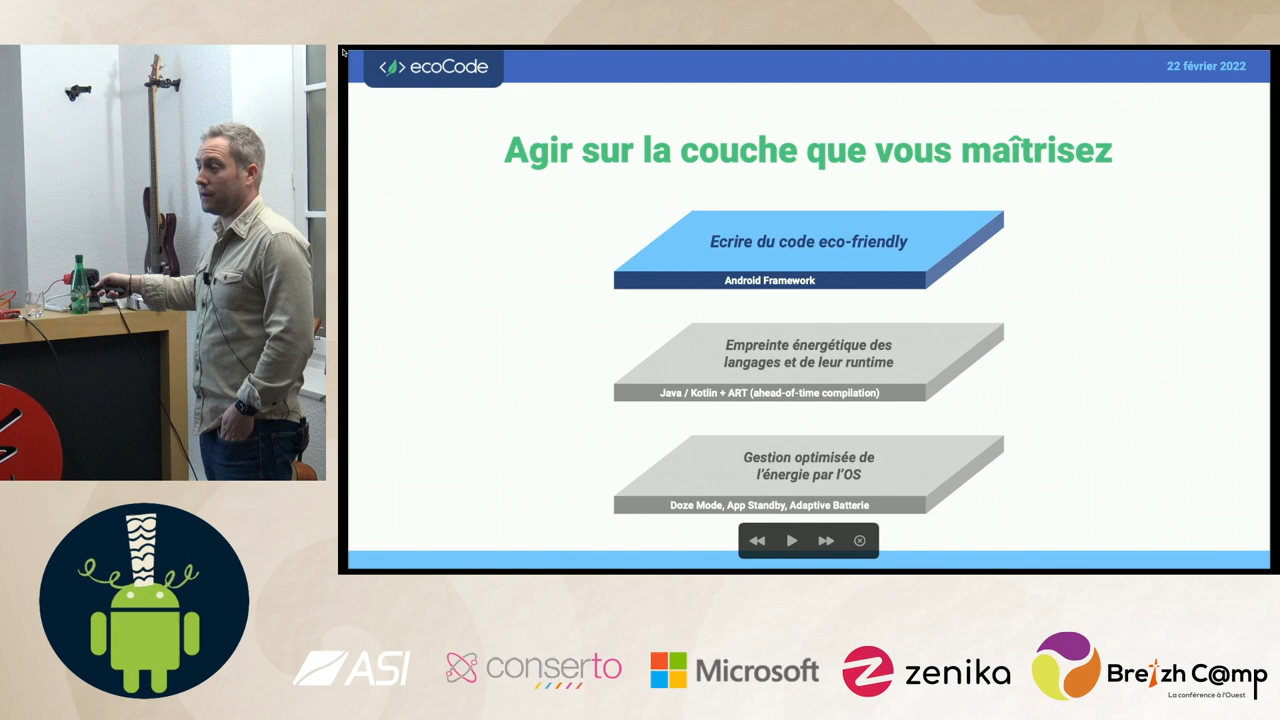 ecoCode
22 février 2022
Agir sur la couche que vous maîtrisez
Ecrire du code eco-friendly
Android Framework
Empreinte énergétique des
langages et de leur runtime
Java / Kotlin + ART (ahead-of-time compilation)
Gestion optimisée de
l'énergie par l'OS
Doze Mode, App Standby, Adaptive Batterie
ASI
conserto
Microsoft
zenika
Breizh C@mp
La conférence à l'Ouest